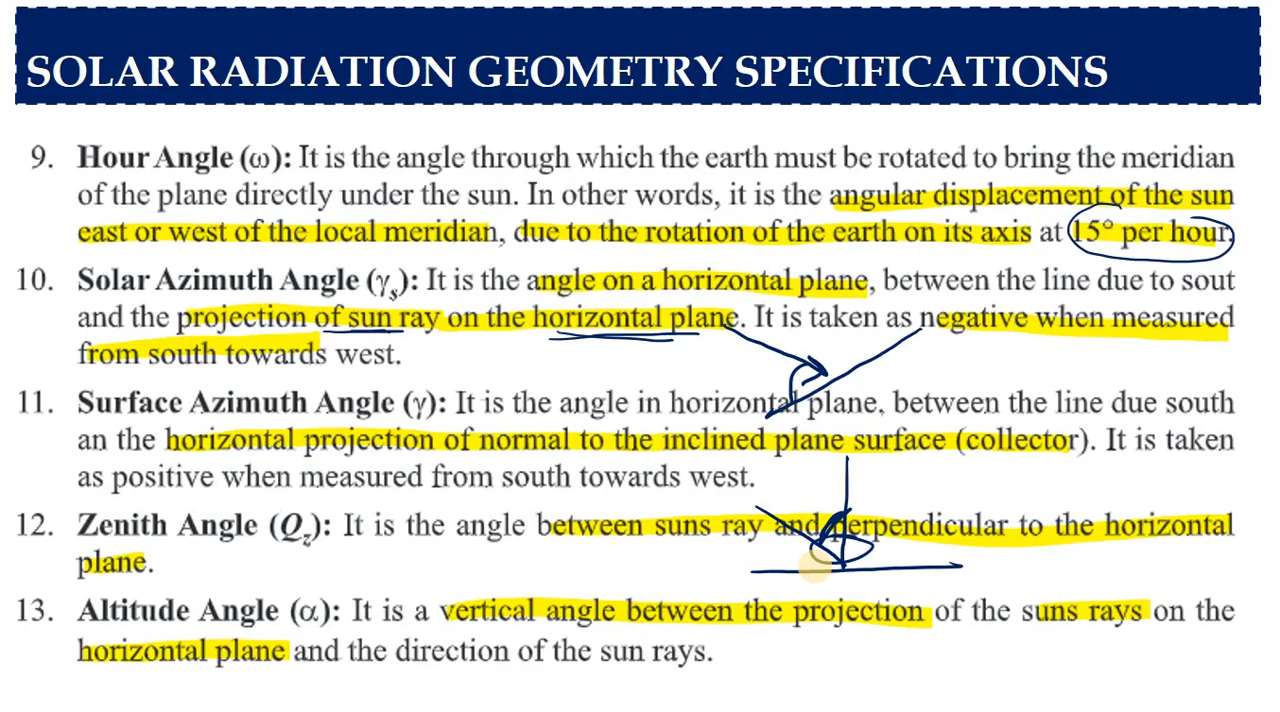 SOLAR RADIATION GEOMETRY SPECIFICATIONS
9. Hour Angle (ω): It is the angle through which the earth must be rotated to bring the meridian
of the plane directly under the sun. In other words, it is the angular displacement of the sun
east or west of the local meridian, due to the rotation of the earth on its axis at 15° per hour.
10. Solar Azimuth Angle (γs): It is the angle on a horizontal plane, between the line due to sout
and the projection of sun ray on the horizontal plane. It is taken as negative when measured
from south towards west.
11. Surface Azimuth Angle (γ): It is the angle in horizontal plane, between the line due south
an the horizontal projection of normal to the inclined plane surface (collector). It is taken
as positive when measured from south towards west.
12. Zenith Angle (Qz): It is the angle between suns ray and perpendicular to the horizontal
plane.
13. Altitude Angle (α): It is a vertical angle between the projection of the suns rays on the
horizontal plane and the direction of the sun rays.